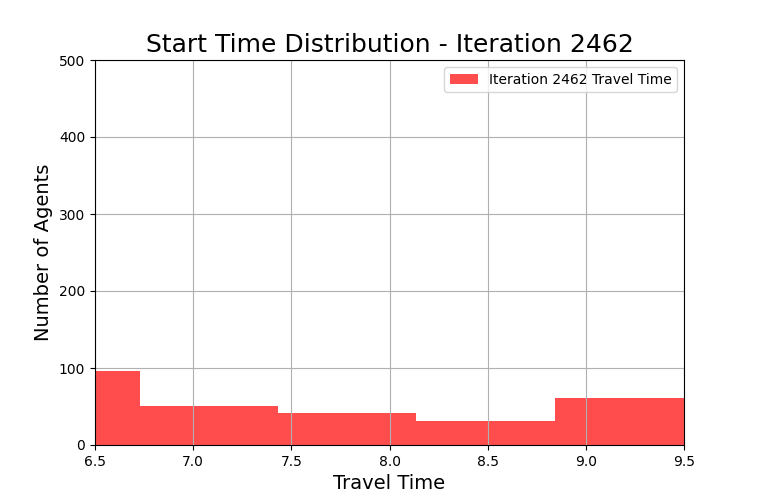 Start Time Distribution - Iteration 2462
Iteration 2462 Travel Time
Number of Agents
500
400
300
200
100
0
6.5 7.0 7.5 8.0 8.5 9.0 9.5
Travel Time